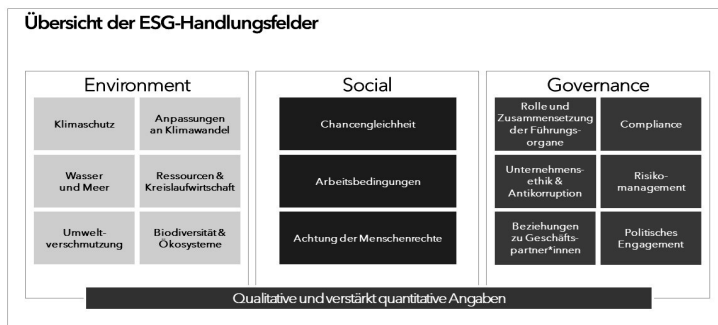 Übersicht der ESG-Handlungsfelder
Environment
Klimaschutz
Anpassungen
an Klimawandel
Wasser
und Meer
Ressourcen &
Kreislaufwirtschaft
Umwelt-
verschmutzung
Biodiversität &
Ökosysteme
Social
Chancengleichheit
Arbeitsbedingungen
Achtung der Menschenrechte
Governance
Rolle und
Zusammensetzung
der Führungs-
organe
Compliance
Unternehmens-
ethik &
Antikorruption
Risiko-
management
Beziehungen
zu Geschäfts-
partner*innen
Politisches
Engagement
Qualitative und verstärkt quantitative Angaben